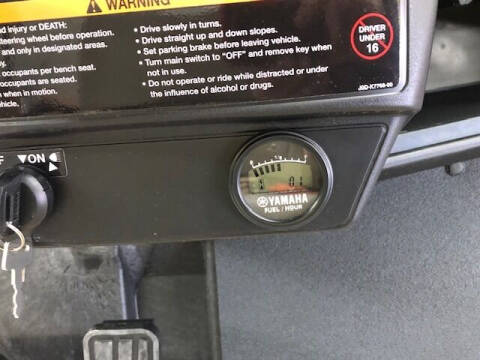 WARNING
d injury or DEATH:
teering wheel before operation.
and only in designated areas.
occupants per bench seat.
occupants are seated.
when in motion.
hicle.
• Drive slowly in turns.
• Drive straight up and down slopes.
• Set parking brake before leaving vehicle.
• Turn main switch to "OFF" and remove key when
not in use.
• Do not operate or ride while distracted or under
the influence of alcohol or drugs.
DRIVER
UNDER
16
F ▼ON
YAMAHA
FUEL / HOUR